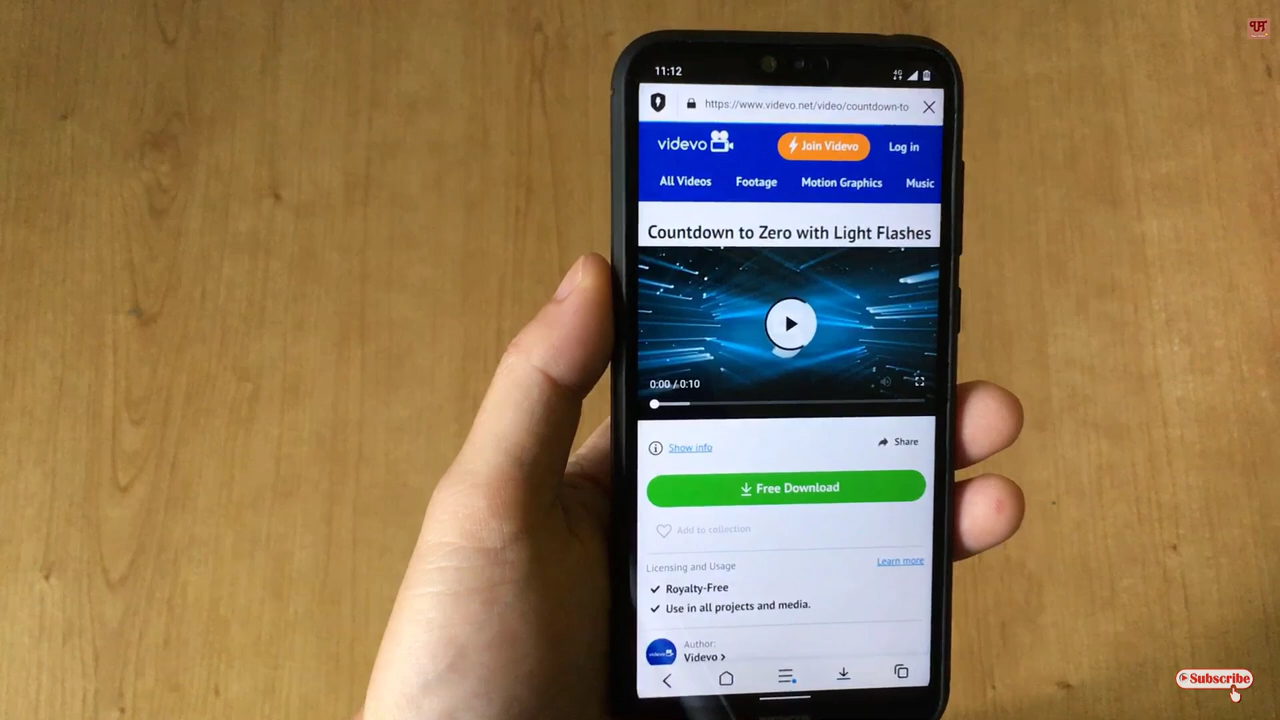 11:12
4G
https://www.videvo.net/video/countdown-to
videvo
Join Videvo
Log in
All Videos
Footage
Motion Graphics
Music
Countdown to Zero with Light Flashes
0:00 / 0:10
Show info
Share
Free Download
Add to collection
Licensing and Usage
Learn more
Royalty-Free
Use in all projects and media.
Author:
videvo
Videvo >
Subscribe